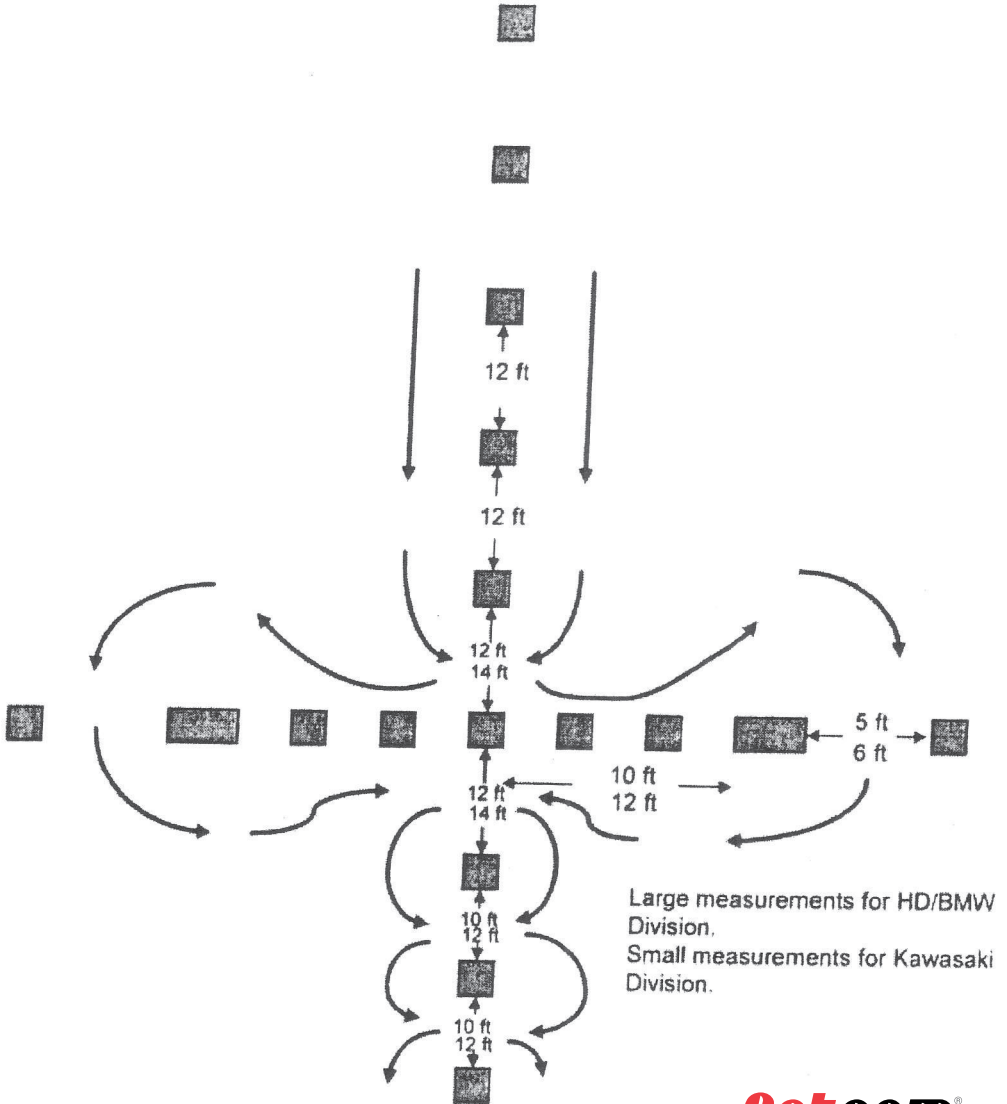 12 ft
12 ft
12 ft
14 ft
5 ft
6 ft
10 ft
12 ft
12 ft
14 ft
Large measurements for HD/BMW
Division.
Small measurements for Kawasaki
Division.
10 ft
12 ft
10 ft
12 ft